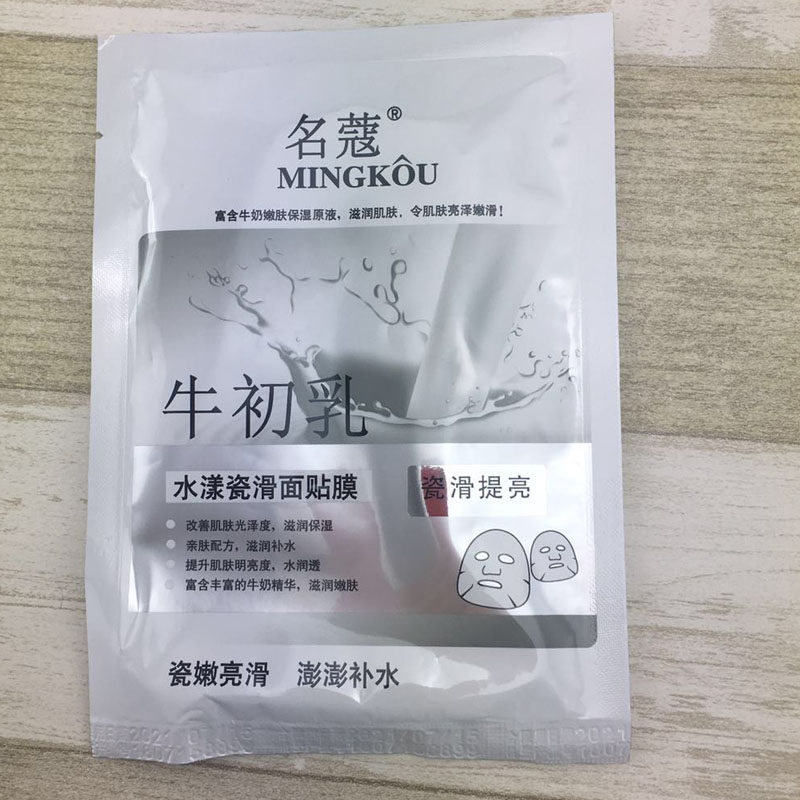 名蔻®
MINGKÔU
富含牛奶嫩肤保湿原液，滋润肌肤，令肌肤亮泽嫩滑！
牛初乳
水漾瓷滑面贴膜
瓷滑提亮
改善肌肤光泽度，滋润保湿
亲肤配方，滋润补水
提升肌肤明亮度，水润透
富含丰富的牛奶精华，滋润嫩肤
瓷嫩亮滑 澎澎补水